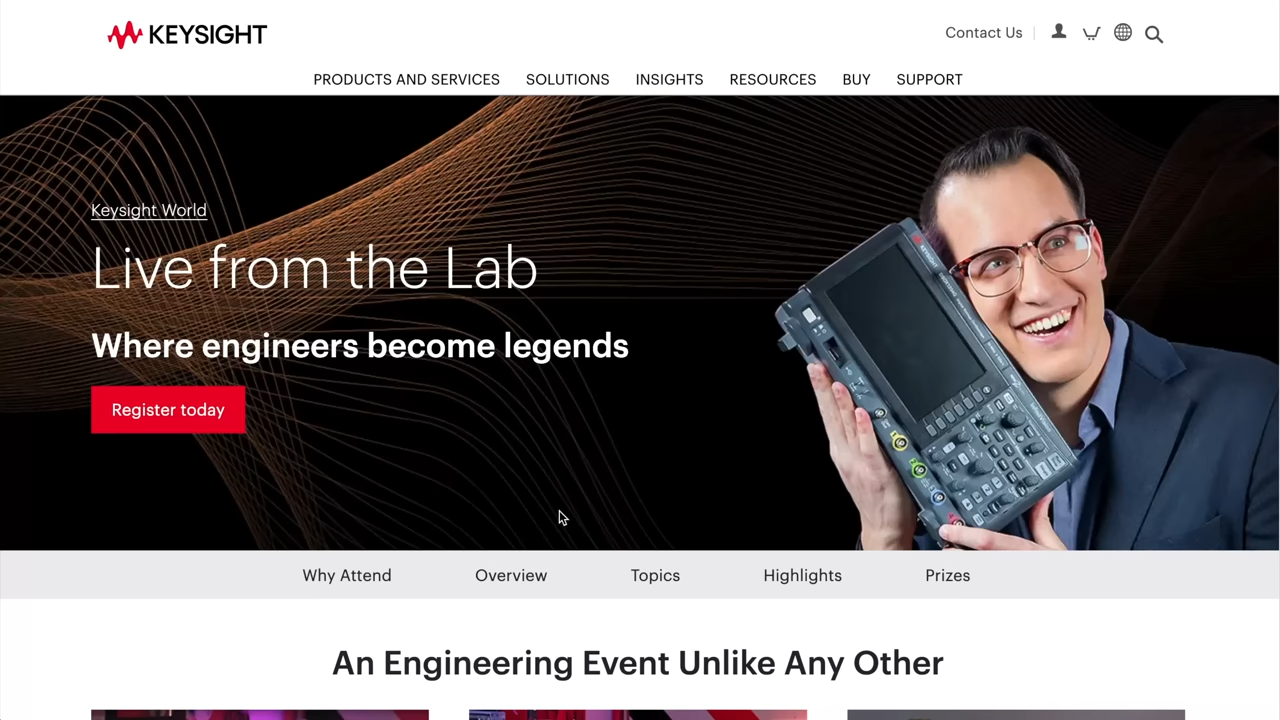 KEYSIGHT
Contact Us
PRODUCTS AND SERVICES
SOLUTIONS
INSIGHTS
RESOURCES
BUY
SUPPORT
Keysight World
Live from the Lab
Where engineers become legends
Register today
Why Attend
Overview
Topics
Highlights
Prizes
An Engineering Event Unlike Any Other